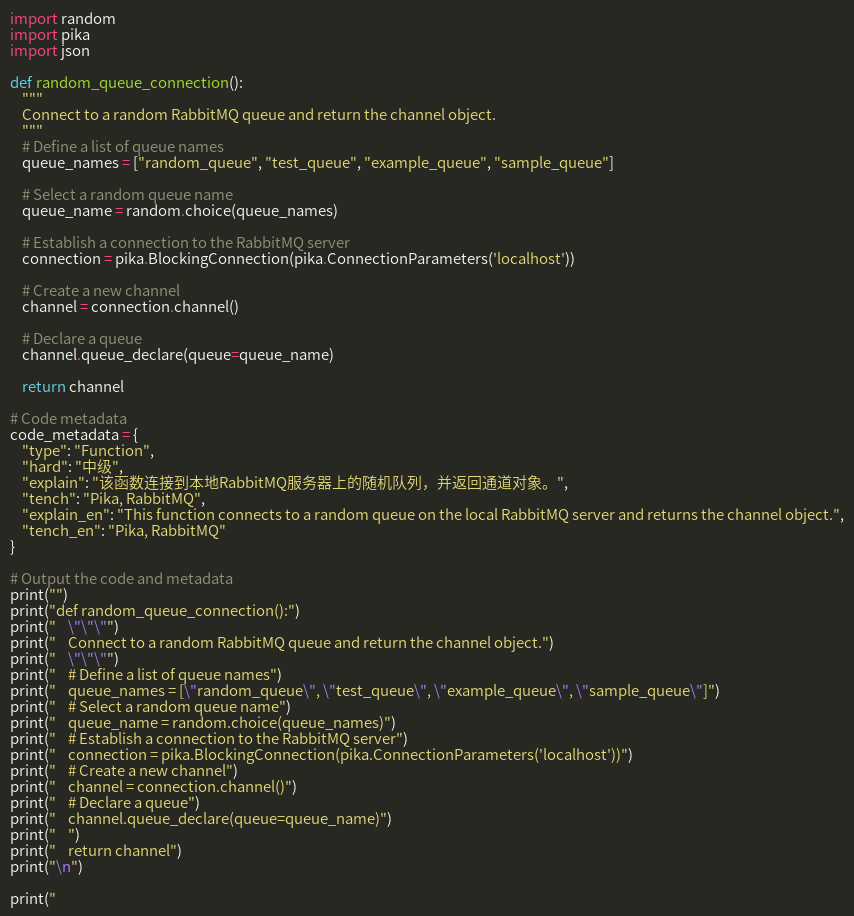 import random
import pika
import json

def random_queue_connection():
    """
    Connect to a random RabbitMQ queue and return the channel object.
    """
    # Define a list of queue names
    queue_names = ["random_queue", "test_queue", "example_queue", "sample_queue"]

    # Select a random queue name
    queue_name = random.choice(queue_names)

    # Establish a connection to the RabbitMQ server
    connection = pika.BlockingConnection(pika.ConnectionParameters('localhost'))

    # Create a new channel
    channel = connection.channel()

    # Declare a queue
    channel.queue_declare(queue=queue_name)

    return channel

# Code metadata
code_metadata = {
    "type": "Function",
    "hard": "中级",
    "explain": "该函数连接到本地RabbitMQ服务器上的随机队列，并返回通道对象。",
    "tench": "Pika, RabbitMQ",
    "explain_en": "This function connects to a random queue on the local RabbitMQ server and returns the channel object.",
    "tench_en": "Pika, RabbitMQ"
}

# Output the code and metadata
print("")
print("def random_queue_connection():")
print("    \"\"\"")
print("    Connect to a random RabbitMQ queue and return the channel object.")
print("    \"\"\"")
print("    # Define a list of queue names")
print("    queue_names = [\"random_queue\", \"test_queue\", \"example_queue\", \"sample_queue\"]")
print("    # Select a random queue name")
print("    queue_name = random.choice(queue_names)")
print("    # Establish a connection to the RabbitMQ server")
print("    connection = pika.BlockingConnection(pika.ConnectionParameters('localhost'))")
print("    # Create a new channel")
print("    channel = connection.channel()")
print("    # Declare a queue")
print("    channel.queue_declare(queue=queue_name)")
print("    ")
print("    return channel")
print("\n")

print("